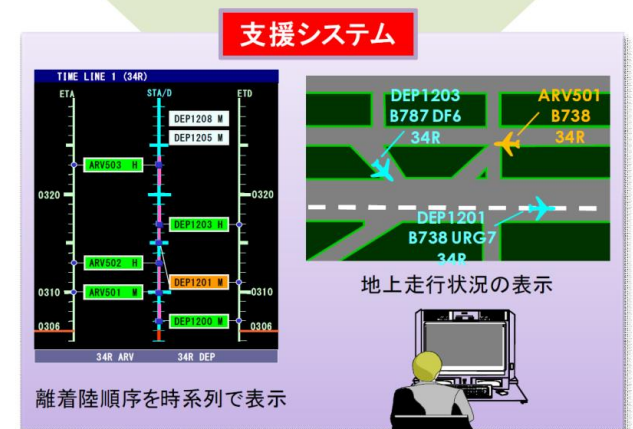 支援システム
TIME LINE 1 (34R)
ETA STA/D ETD
DEP1208 M
DEP1205 M
ARV503 H
0320 0320
DEP1203 H
ARV502 H
DEP1201 M
0310 ARV501 M 0310
0306 DEP1200 M 0306
34R ARV 34R DEP
離着陸順序を時系列で表示
DEP1203
B787 DF6
34R
ARV501
B738
34R
DEP1201
B738 URG7
34R
地上走行状況の表示